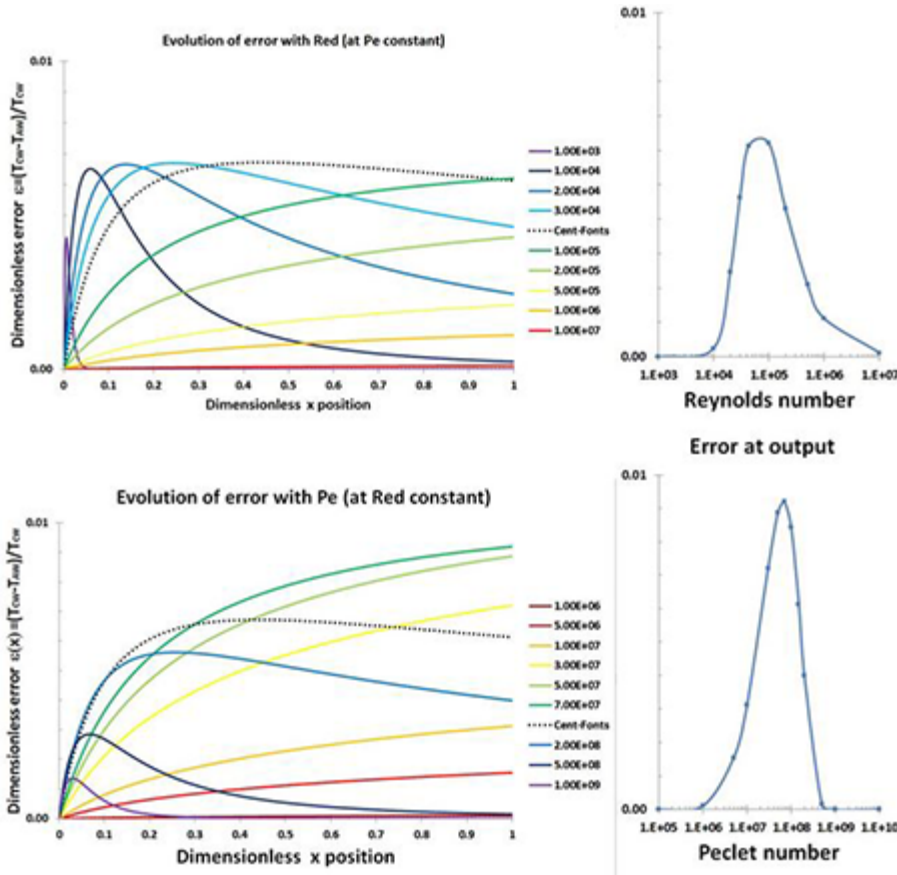 Evolution of error with Red (at Pe constant)
0.01
Dimensionless error ε=(T_CW-T_AW)/T_CW
0.00
0 0.1 0.2 0.3 0.4 0.5 0.6 0.7 0.8 0.9 1
Dimensionless x position
1.00E+03
1.00E+04
2.00E+04
3.00E+04
Cent-Fonts
1.00E+05
2.00E+05
5.00E+05
1.00E+06
1.00E+07
0.01
0.00
1.E+03 1.E+04 1.E+05 1.E+06 1.E+07
Reynolds number
Error at output
Evolution of error with Pe (at Red constant)
0.01
Dimensionless error ε(x)=(T_CW-T_AW)/T_CW
0.00
0 0.1 0.2 0.3 0.4 0.5 0.6 0.7 0.8 0.9 1
Dimensionless x position
1.00E+06
5.00E+06
1.00E+07
3.00E+07
5.00E+07
7.00E+07
Cent-Fonts
2.00E+08
5.00E+08
1.00E+09
0.01
0.00
1.E+05 1.E+06 1.E+07 1.E+08 1.E+09 1.E+10
Peclet number